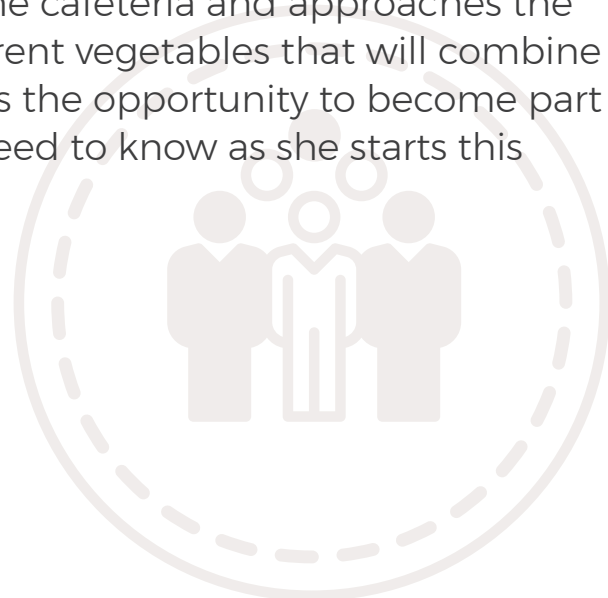 he cafeteria and approaches the
rent vegetables that will combine
s the opportunity to become part
eed to know as she starts this